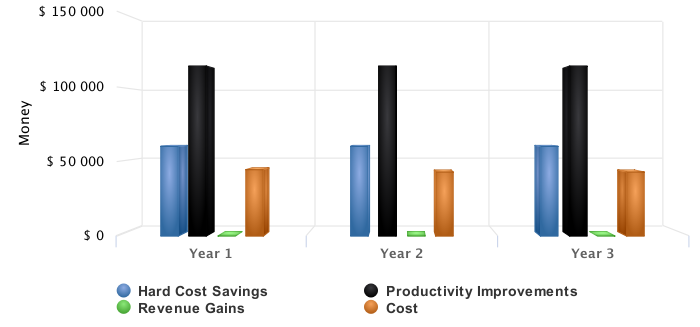 $ 150 000
$ 100 000
$ 50 000
$ 0
Money
Year 1
Year 2
Year 3
Hard Cost Savings
Productivity Improvements
Revenue Gains
Cost